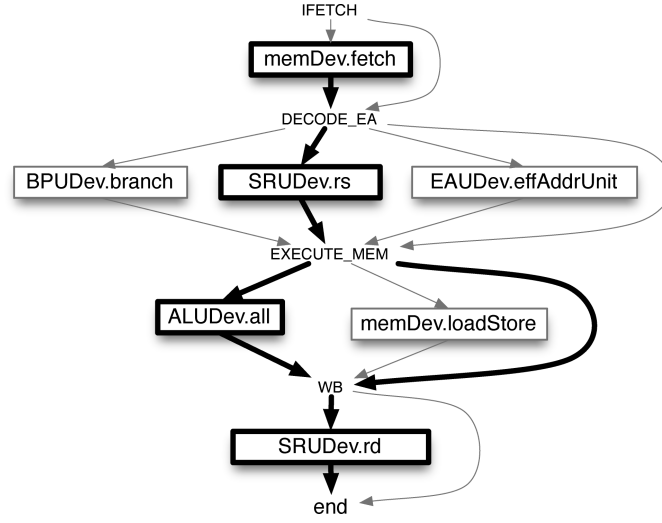 IFETCH
memDev.fetch
DECODE_EA
BPUDev.branch
SRUDev.rs
EAUDev.effAddrUnit
EXECUTE_MEM
ALUDev.all
memDev.loadStore
WB
SRUDev.rd
end